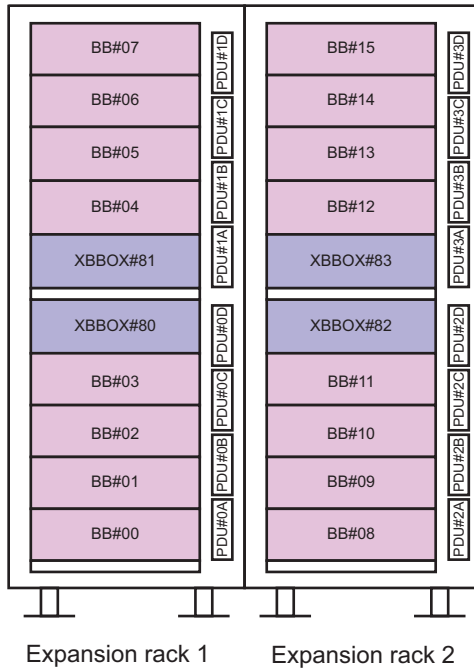 BB#07
BB#06
BB#05
BB#04
XBBOX#81
XBBOX#80
BB#03
BB#02
BB#01
BB#00
PDU#1D
PDU#1C
PDU#1B
PDU#1A
PDU#0D
PDU#0C
PDU#0B
PDU#0A
BB#15
BB#14
BB#13
BB#12
XBBOX#83
XBBOX#82
BB#11
BB#10
BB#09
BB#08
PDU#3D
PDU#3C
PDU#3B
PDU#3A
PDU#2D
PDU#2C
PDU#2B
PDU#2A
Expansion rack 1
Expansion rack 2